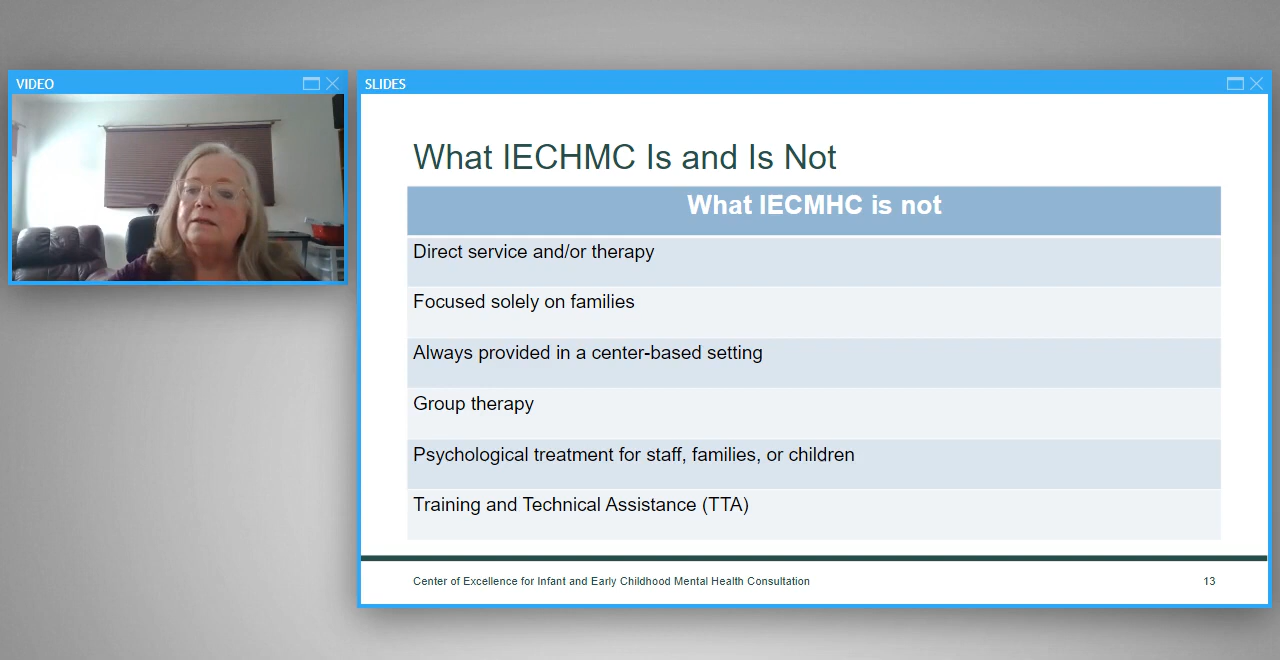 VIDEO
SLIDES
What IECHMC Is and Is Not
What IECMHC is not
Direct service and/or therapy
Focused solely on families
Always provided in a center-based setting
Group therapy
Psychological treatment for staff, families, or children
Training and Technical Assistance (TTA)
Center of Excellence for Infant and Early Childhood Mental Health Consultation
13